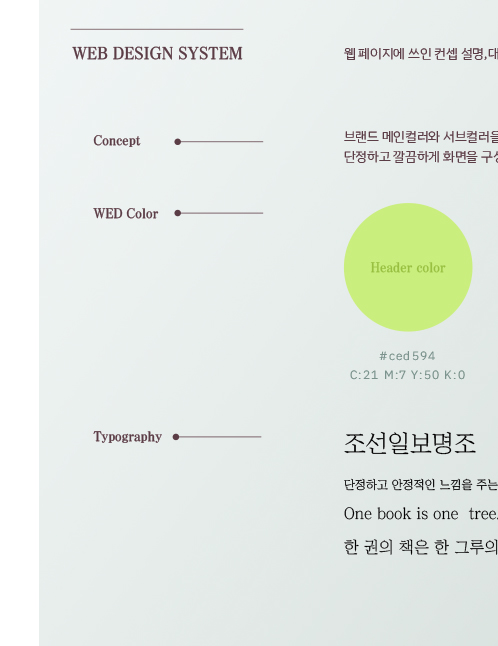 WEB DESIGN SYSTEM
웹 페이지에 쓰인 컨셉 설명,대
Concept
브랜드 메인컬러와 서브컬러을
단정하고 깔끔하게 화면을 구성
WED Color
Header color
#ced594
C:21 M:7 Y:50 K:0
Typography
조선일보명조
단정하고 안정적인 느낌을 주는
One book is one tree.
한 권의 책은 한 그루의